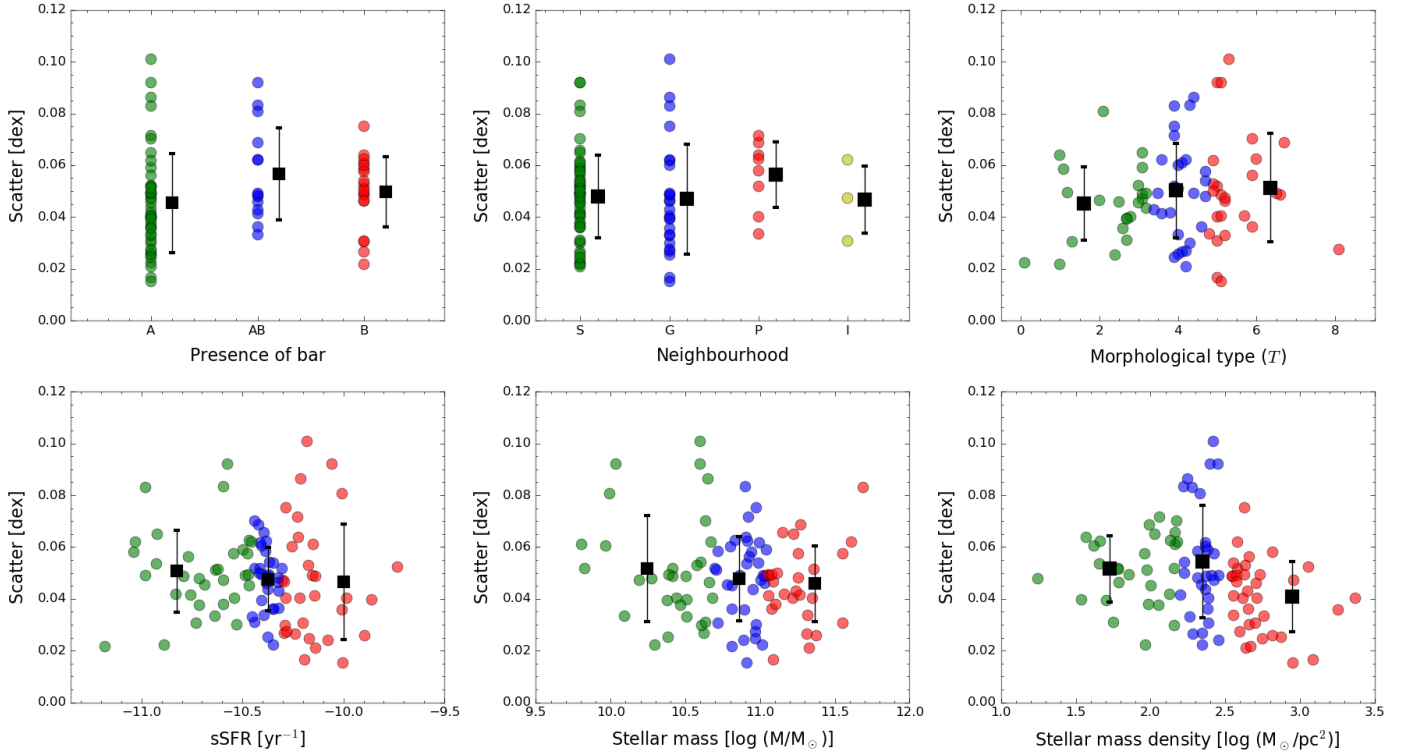 0.12
0.10
0.08
0.06
0.04
0.02
0.00
Scatter [dex]
A AB B
Presence of bar
0.12
0.10
0.08
0.06
0.04
0.02
0.00
Scatter [dex]
S G P I
Neighbourhood
0.12
0.10
0.08
0.06
0.04
0.02
0.00
Scatter [dex]
0 2 4 6 8
Morphological type (T)
0.12
0.10
0.08
0.06
0.04
0.02
0.00
Scatter [dex]
−11.0 −10.5 −10.0 −9.5
sSFR [yr⁻¹]
0.12
0.10
0.08
0.06
0.04
0.02
0.00
Scatter [dex]
9.5 10.0 10.5 11.0 11.5 12.0
Stellar mass [log (M/M⊙)]
0.12
0.10
0.08
0.06
0.04
0.02
0.00
Scatter [dex]
1.0 1.5 2.0 2.5 3.0 3.5
Stellar mass density [log (M⊙/pc²)]